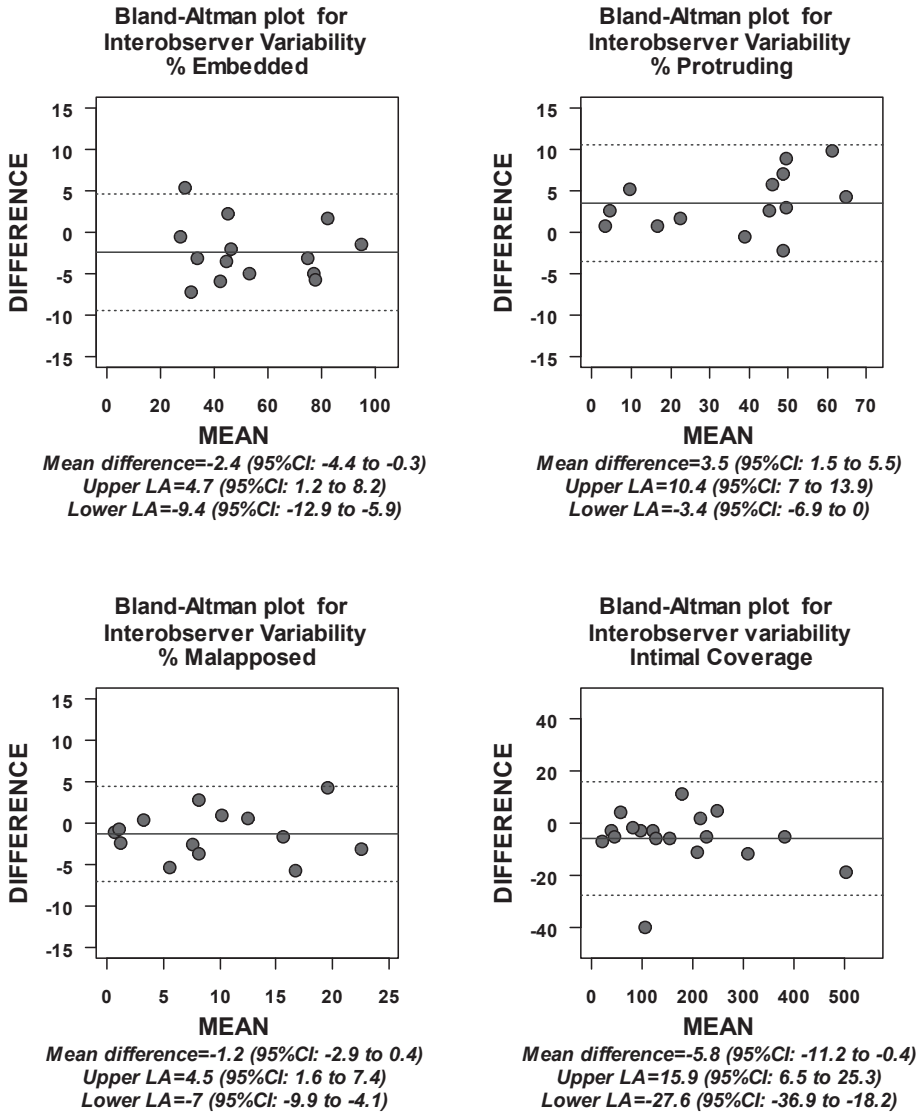 Bland-Altman plot for
Interobserver Variability
% Embedded
15
10
5
0
-5
-10
-15
DIFFERENCE
0 20 40 60 80 100
MEAN
Mean difference=-2.4 (95%CI: -4.4 to -0.3)
Upper LA=4.7 (95%CI: 1.2 to 8.2)
Lower LA=-9.4 (95%CI: -12.9 to -5.9)
Bland-Altman plot for
Interobserver Variability
% Protruding
15
10
5
0
-5
-10
-15
DIFFERENCE
0 10 20 30 40 50 60 70
MEAN
Mean difference=3.5 (95%CI: 1.5 to 5.5)
Upper LA=10.4 (95%CI: 7 to 13.9)
Lower LA=-3.4 (95%CI: -6.9 to 0)
Bland-Altman plot for
Interobserver Variability
% Malapposed
15
10
5
0
-5
-10
-15
DIFFERENCE
0 5 10 15 20 25
MEAN
Mean difference=-1.2 (95%CI: -2.9 to 0.4)
Upper LA=4.5 (95%CI: 1.6 to 7.4)
Lower LA=-7 (95%CI: -9.9 to -4.1)
Bland-Altman plot for
Interobserver variability
Intimal Coverage
40
20
0
-20
-40
DIFFERENCE
0 100 200 300 400 500
MEAN
Mean difference=-5.8 (95%CI: -11.2 to -0.4)
Upper LA=15.9 (95%CI: 6.5 to 25.3)
Lower LA=-27.6 (95%CI: -36.9 to -18.2)